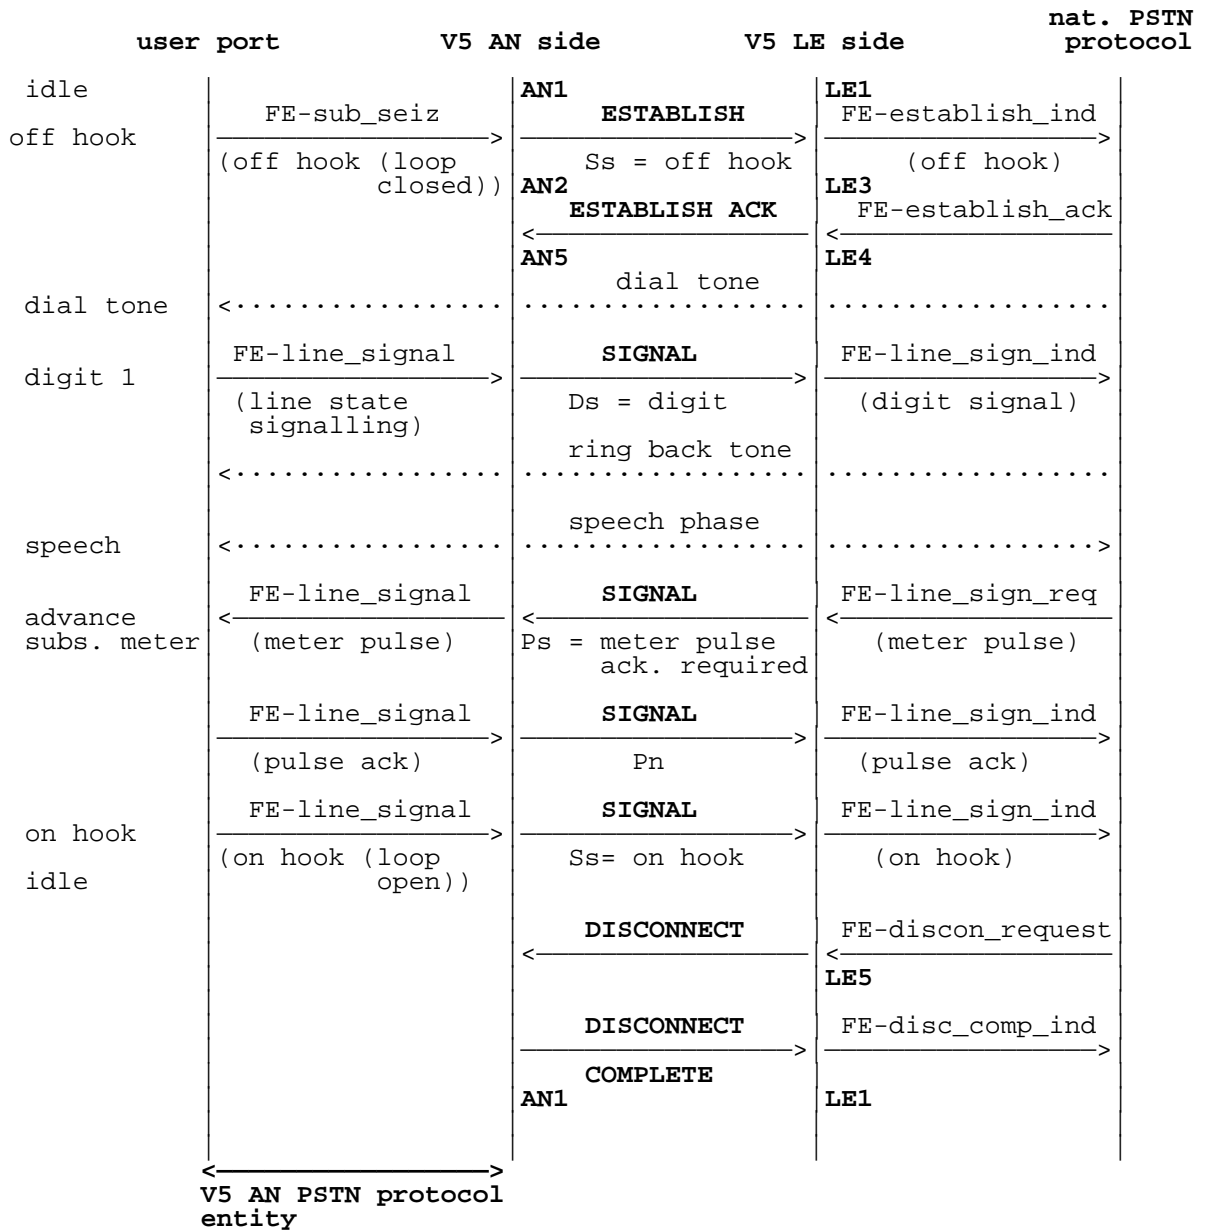 nat. PSTN
user port V5 AN side V5 LE side protocol
idle AN1 LE1
FE-sub_seiz ESTABLISH FE-establish_ind
off hook
(off hook (loop Ss = off hook (off hook)
closed)) AN2 LE3
ESTABLISH ACK FE-establish_ack
AN5 LE4
dial tone
dial tone
FE-line_signal SIGNAL FE-line_sign_ind
digit 1
(line state Ds = digit (digit signal)
signalling)
ring back tone
speech phase
speech
FE-line_signal SIGNAL FE-line_sign_req
advance
subs. meter (meter pulse) Ps = meter pulse (meter pulse)
ack. required
FE-line_signal SIGNAL FE-line_sign_ind
(pulse ack) Pn (pulse ack)
FE-line_signal SIGNAL FE-line_sign_ind
on hook
(on hook (loop Ss= on hook (on hook)
idle open))
DISCONNECT FE-discon_request
LE5
DISCONNECT FE-disc_comp_ind
COMPLETE
AN1 LE1
V5 AN PSTN protocol
entity